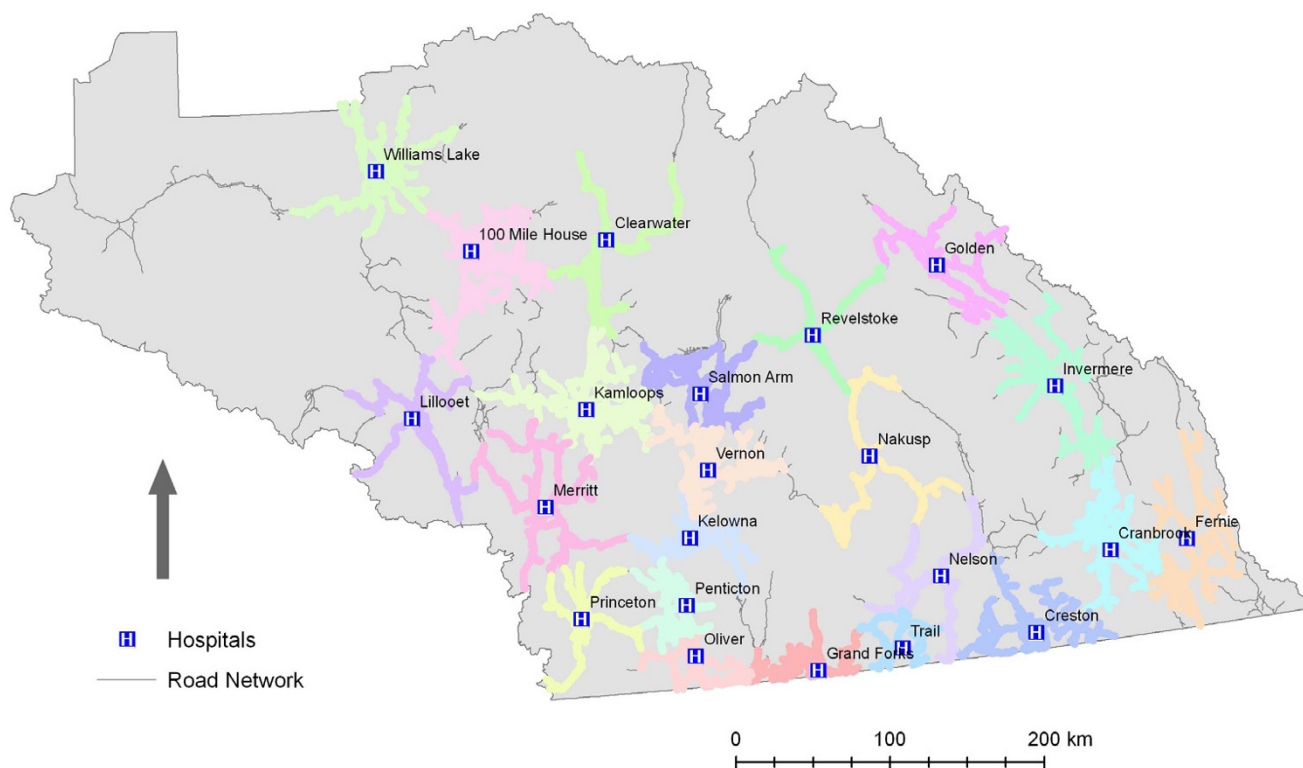 Williams Lake
100 Mile House
Clearwater
Golden
Revelstoke
Invermere
Salmon Arm
Kamloops
Lillooet
Nakusp
Vernon
Merritt
Kelowna
Cranbrook
Fernie
Nelson
Penticton
Princeton
Creston
Oliver
Trail
Grand Forks
H Hospitals
Road Network
0 100 200 km